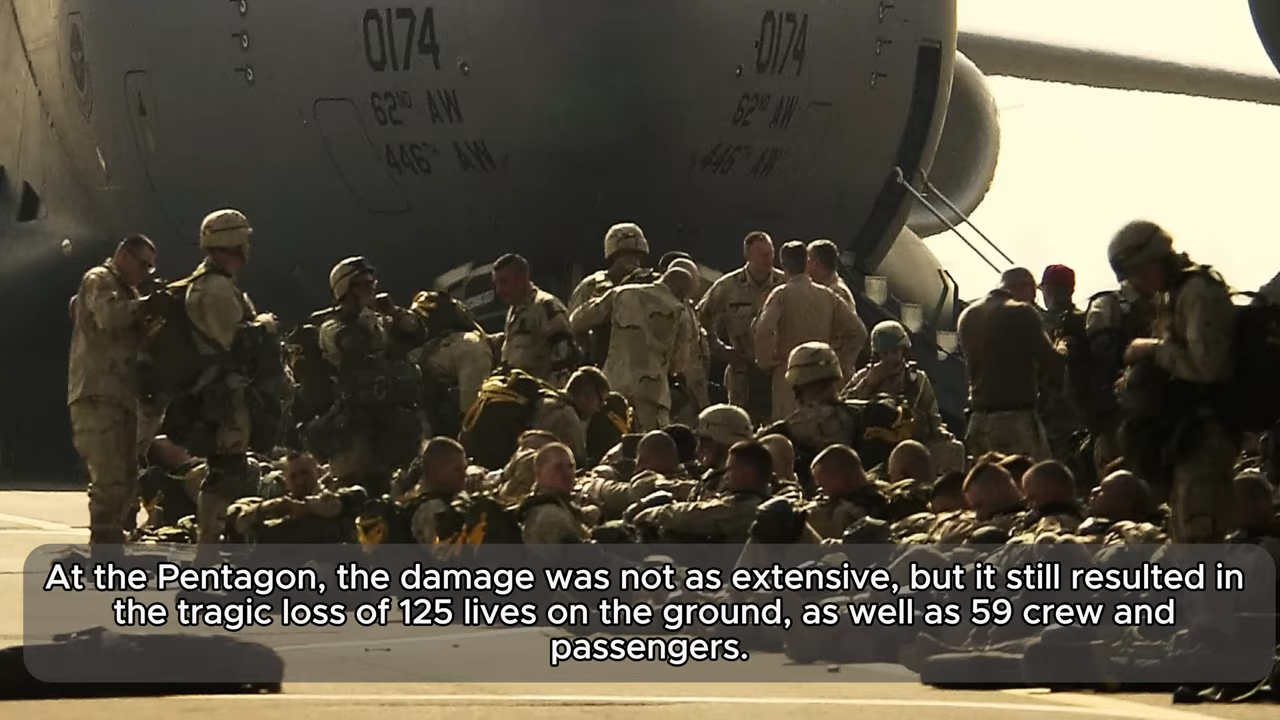 0174 0174
62ND AW 62ND AW
446TH AW 446TH AW
At the Pentagon, the damage was not as extensive, but it still resulted in
the tragic loss of 125 lives on the ground, as well as 59 crew and
passengers.